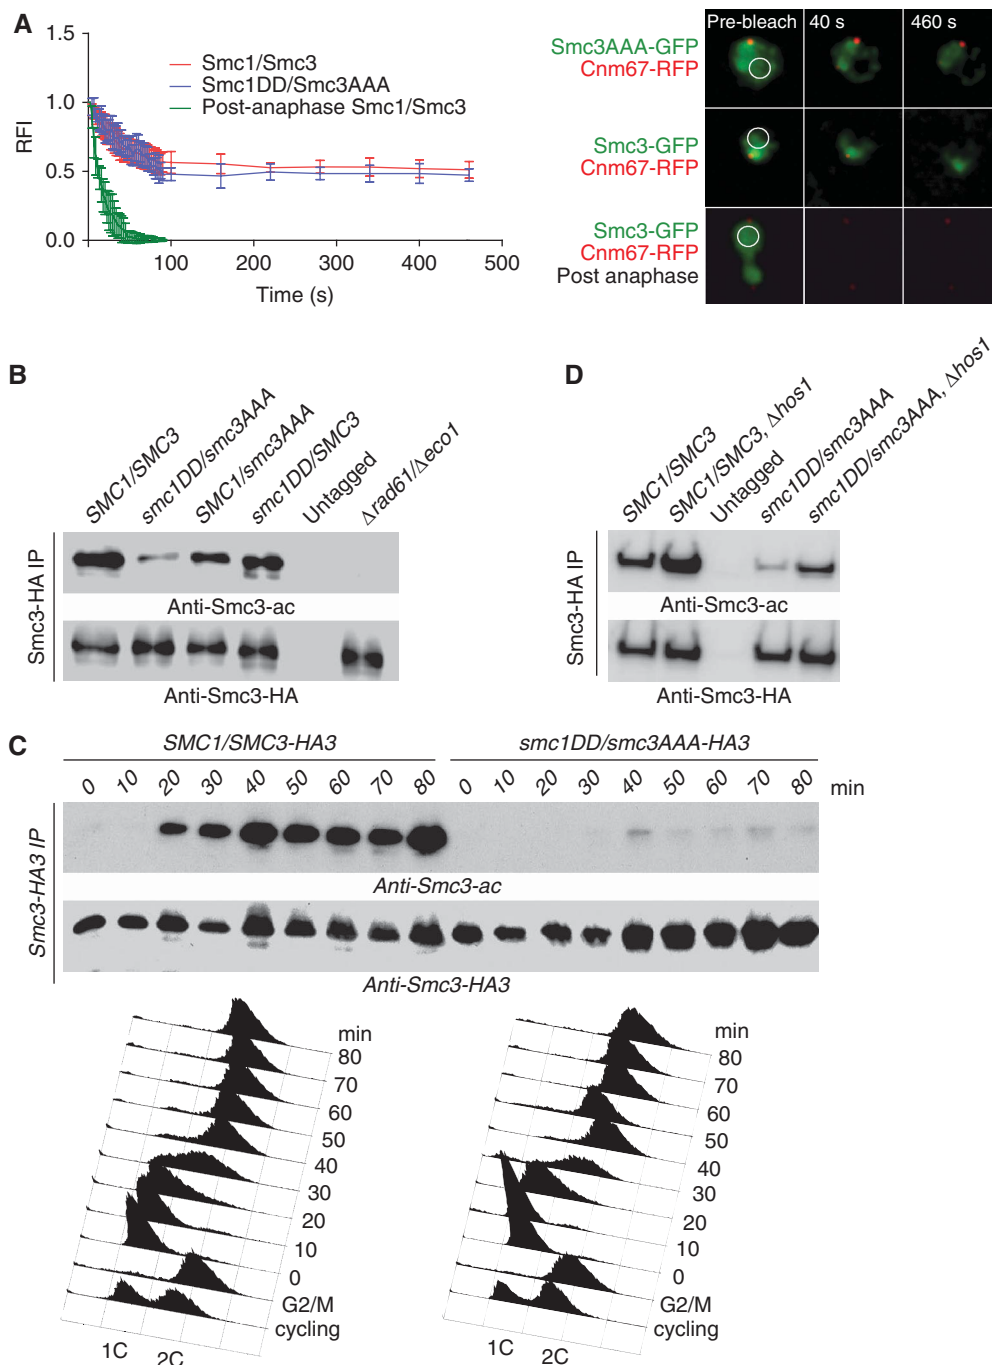 A
1.5
1.0
0.5
0.0
RFI
Smc1/Smc3
Smc1DD/Smc3AAA
Post-anaphase Smc1/Smc3
100 200 300 400 500
Time (s)
Pre-bleach 40 s 460 s
Smc3AAA-GFP
Cnm67-RFP
Smc3-GFP
Cnm67-RFP
Smc3-GFP
Cnm67-RFP
Post anaphase
B
SMC1/SMC3
smc1DD/smc3AAA
SMC1/smc3AAA
smc1DD/SMC3
Untagged
Δrad61/Δeco1
Smc3-HA IP
Anti-Smc3-ac
Anti-Smc3-HA
D
SMC1/SMC3
SMC1/SMC3, Δhos1
Untagged
smc1DD/smc3AAA
smc1DD/smc3AAA, Δhos1
Smc3-HA IP
Anti-Smc3-ac
Anti-Smc3-HA
C
SMC1/SMC3-HA3 smc1DD/smc3AAA-HA3
0 10 20 30 40 50 60 70 80 0 10 20 30 40 50 60 70 80 min
Smc3-HA3 IP
Anti-Smc3-ac
Anti-Smc3-HA3
min
80
70
60
50
40
30
20
10
0
G2/M
cycling
1C 2C
min
80
70
60
50
40
30
20
10
0
G2/M
cycling
1C 2C